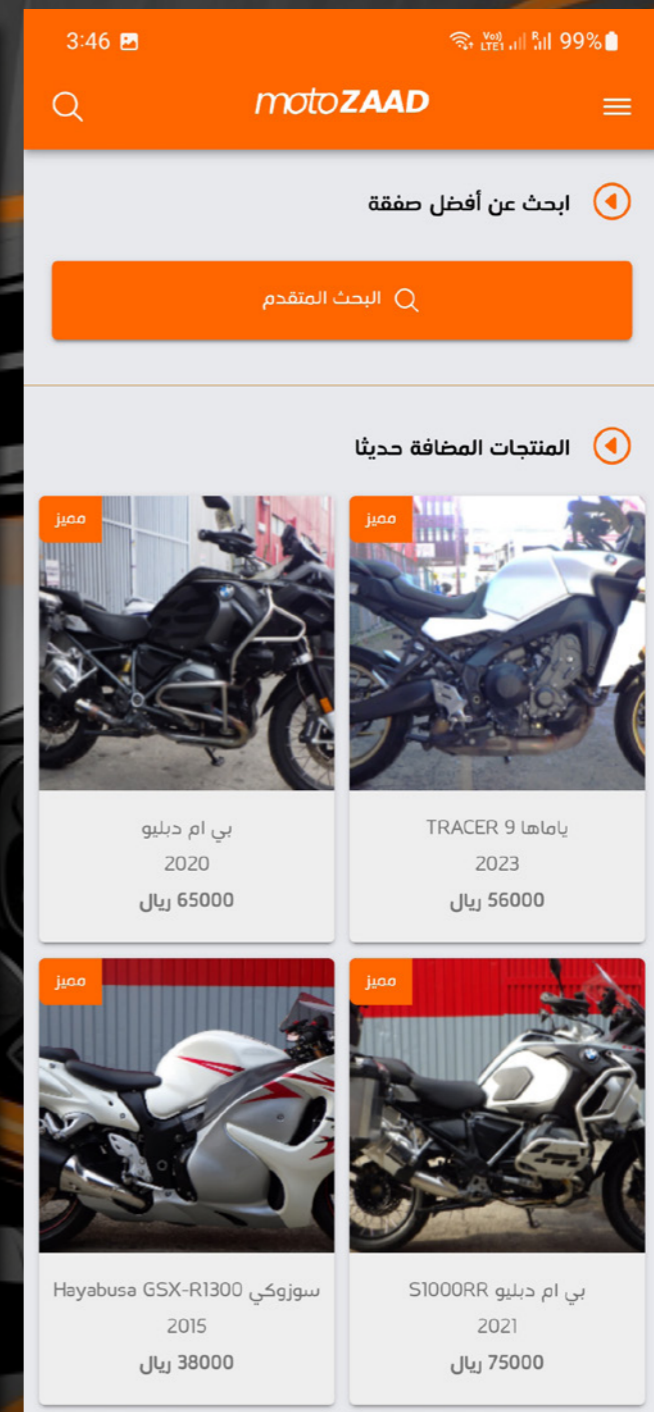 3:46 99%
Vo)) LTE1 R
motoZAAD
ابحث عن أفضل صفقة
البحث المتقدم
المنتجات المضافة حديثا
مميز
ياماها TRACER 9
2023
56000 ريال
مميز
بي ام دبليو
2020
65000 ريال
مميز
بي ام دبليو S1000RR
2021
75000 ريال
مميز
سوزوكي Hayabusa GSX-R1300
2015
38000 ريال